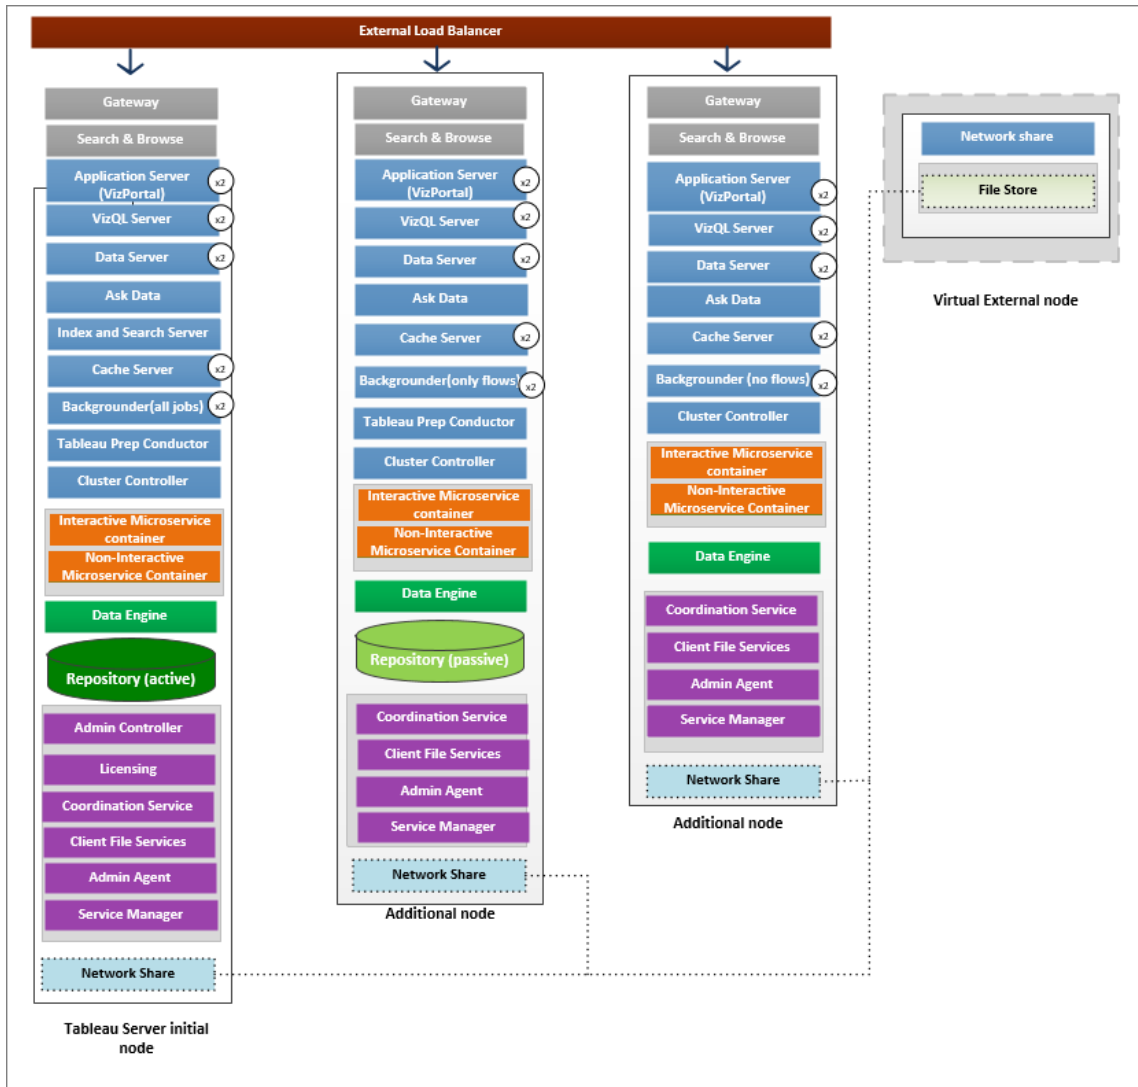 External Load Balancer
Gateway
Search & Browse
Application Server
(VizPortal)
x2
VizQL Server
x2
Data Server
x2
Ask Data
Index and Search Server
Cache Server
x2
Backgrounder(all jobs)
x2
Tableau Prep Conductor
Cluster Controller
Interactive Microservice
container
Non-Interactive
Microservice Container
Data Engine
Repository (active)
Admin Controller
Licensing
Coordination Service
Client File Services
Admin Agent
Service Manager
Network Share
Tableau Server initial
node
Gateway
Search & Browse
Application Server
(VizPortal)
x2
VizQL Server
x2
Data Server
x2
Ask Data
Cache Server
x2
Backgrounder(only flows)
x2
Tableau Prep Conductor
Cluster Controller
Interactive Microservice
container
Non-Interactive
Microservice Container
Data Engine
Repository (passive)
Coordination Service
Client File Services
Admin Agent
Service Manager
Network Share
Additional node
Gateway
Search & Browse
Application Server
(VizPortal)
x2
VizQL Server
x2
Data Server
x2
Ask Data
Cache Server
x2
Backgrounder (no flows)
x2
Cluster Controller
Interactive Microservice
container
Non-Interactive
Microservice Container
Data Engine
Coordination Service
Client File Services
Admin Agent
Service Manager
Network Share
Additional node
Network share
File Store
Virtual External node